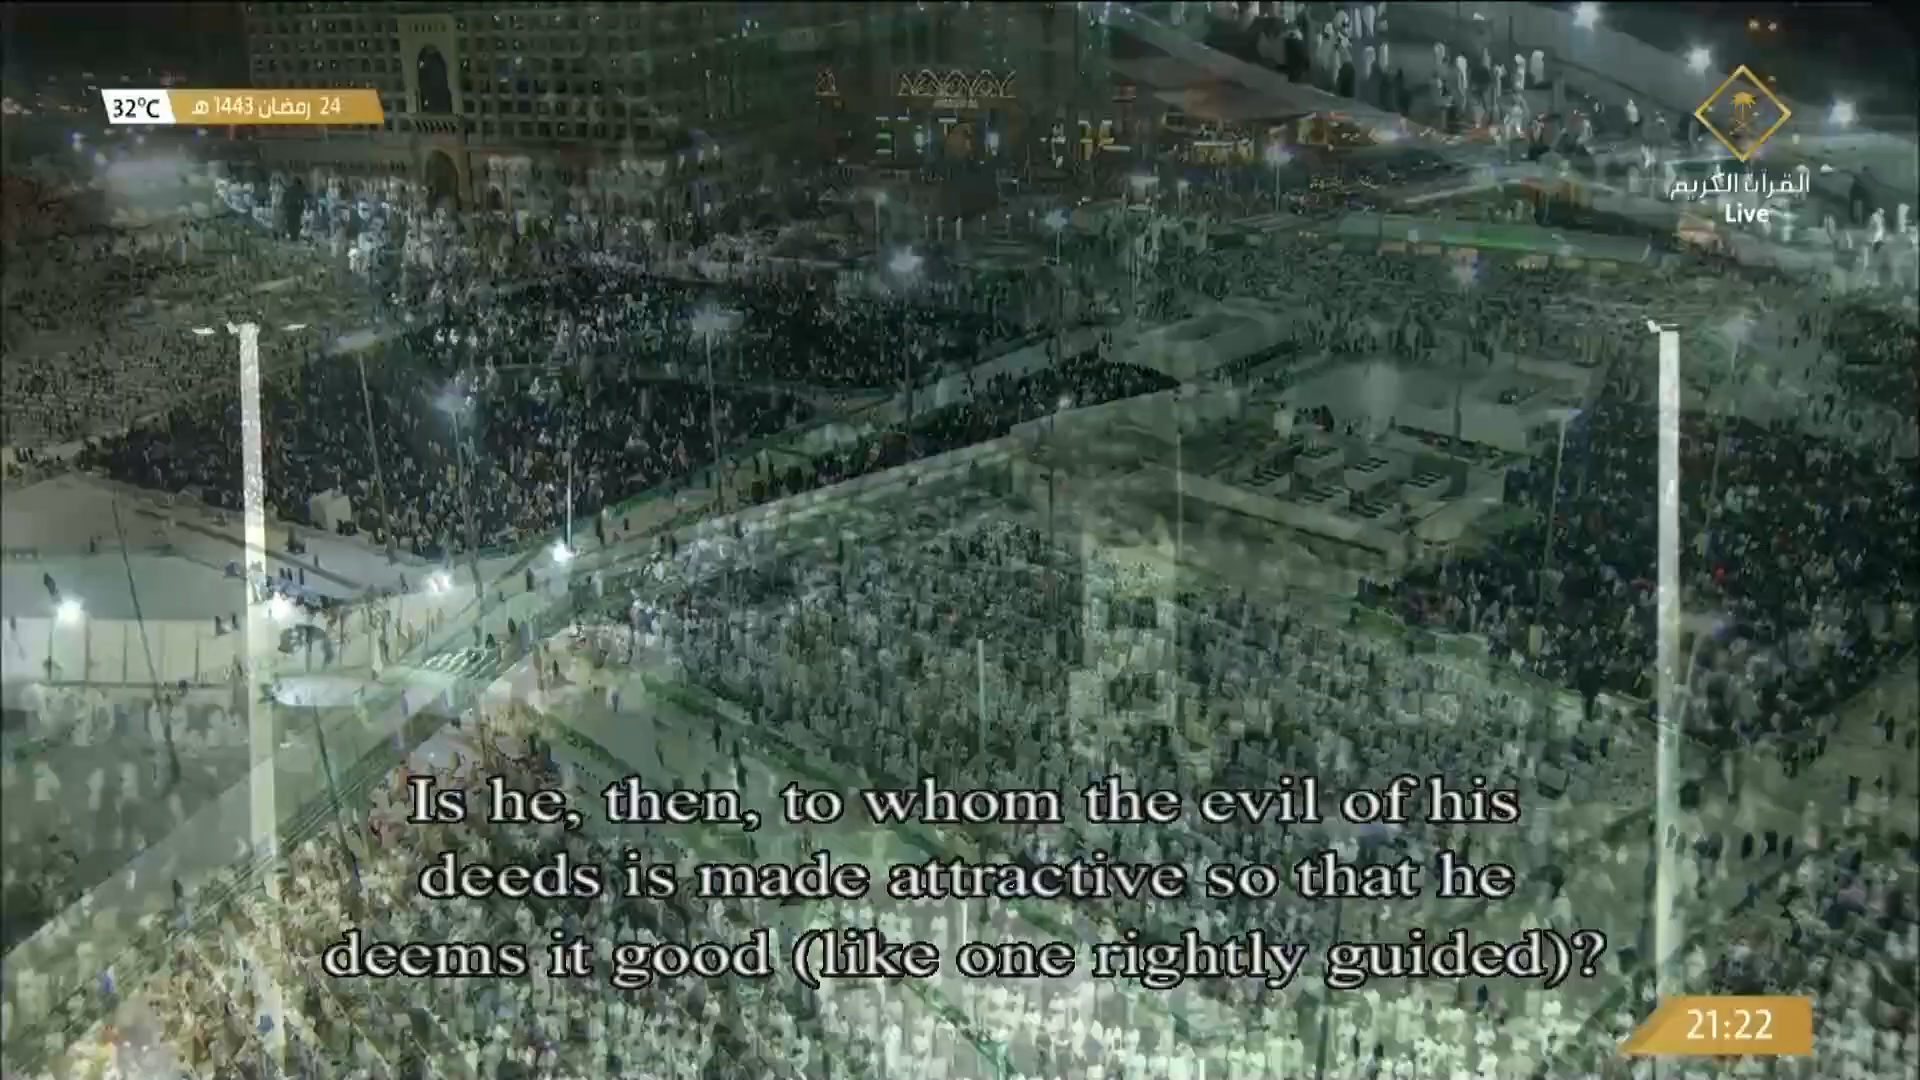 32°C
24 رمضان 1443 هـ
القرآن الكريم
Live
Is he, then, to whom the evil of his
deeds is made attractive so that he
deems it good (like one rightly guided)?
21:22